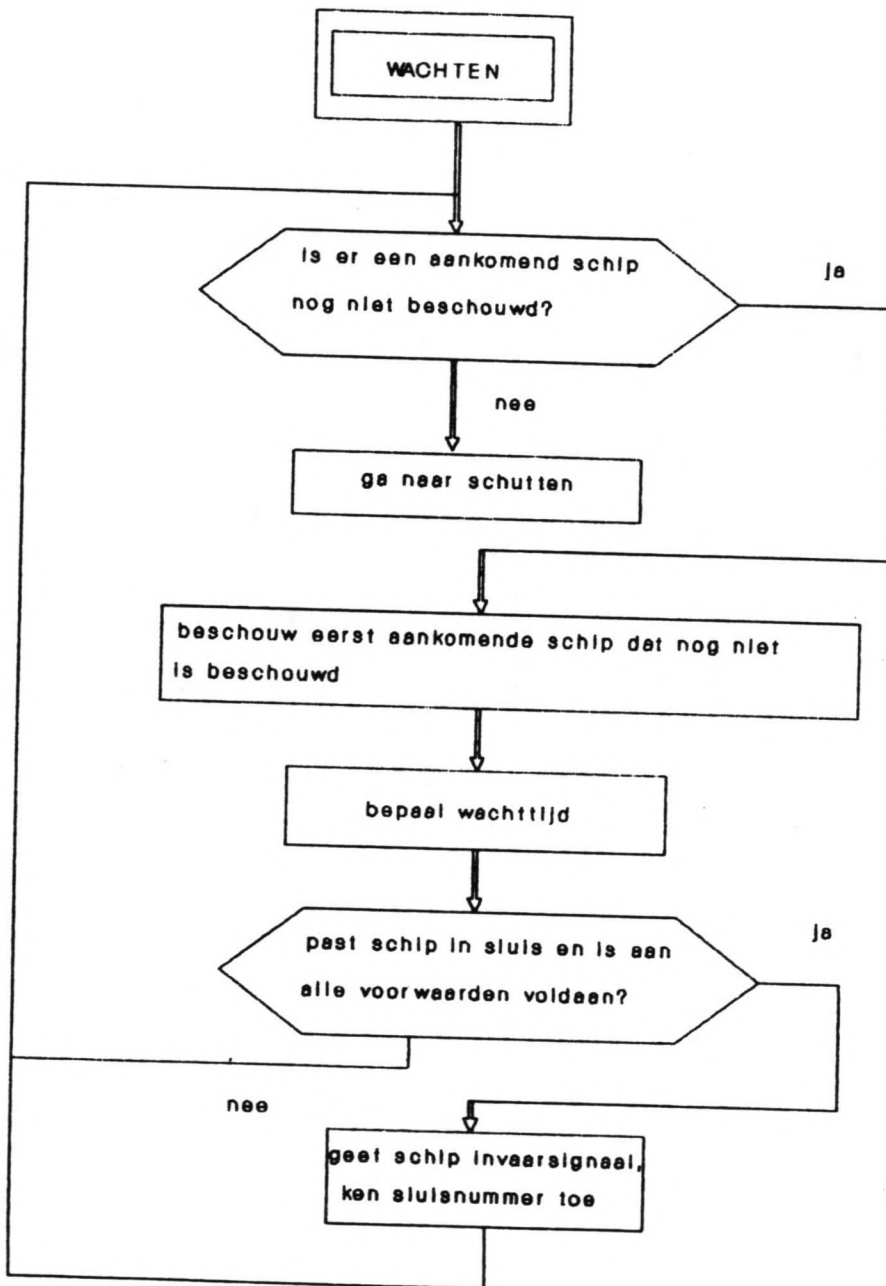 WACHTEN
is er een aankomend schip
nog niet beschouwd?
ja
nee
ga naar schutten
beschouw eerst aankomende schip dat nog niet
is beschouwd
bepaal wachttijd
past schip in sluis en is aan
alle voorwaarden voldaan?
ja
nee
geef schip invaarsignaal,
ken sluisnummer toe